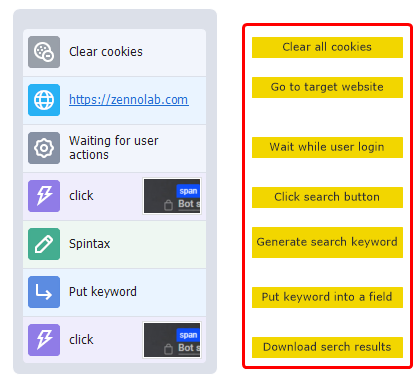 Clear cookies
Clear all cookies
https://zennolab.com
Go to target website
Waiting for user
actions
Wait while user login
click
span
Bot s
Click search button
Spintax
Generate search keyword
Put keyword
Put keyword into a field
click
span
Bot s
Download serch results